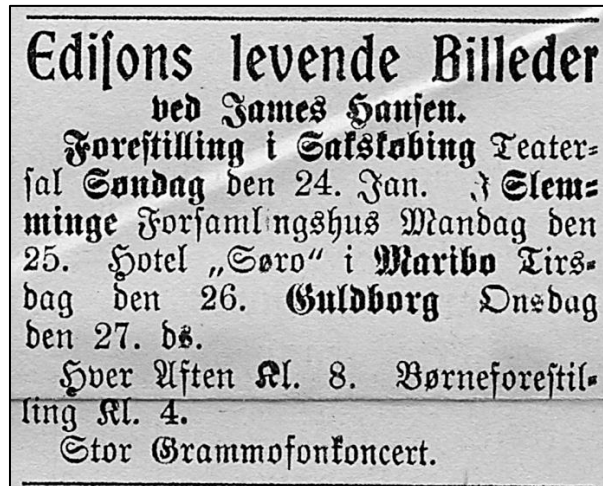 Edisons levende Billeder
ved James Hansen.
Forestilling i Sakskøbing Teater-
sal Søndag den 24. Jan. I Slem-
minge Forsamlingshus Mandag den
25. Hotel „Søro“ i Maribo Tirs-
dag den 26. Guldborg Onsdag
den 27. ds.
Hver Aften Kl. 8. Børneforestil-
ling Kl. 4.
Stor Grammofonkoncert.